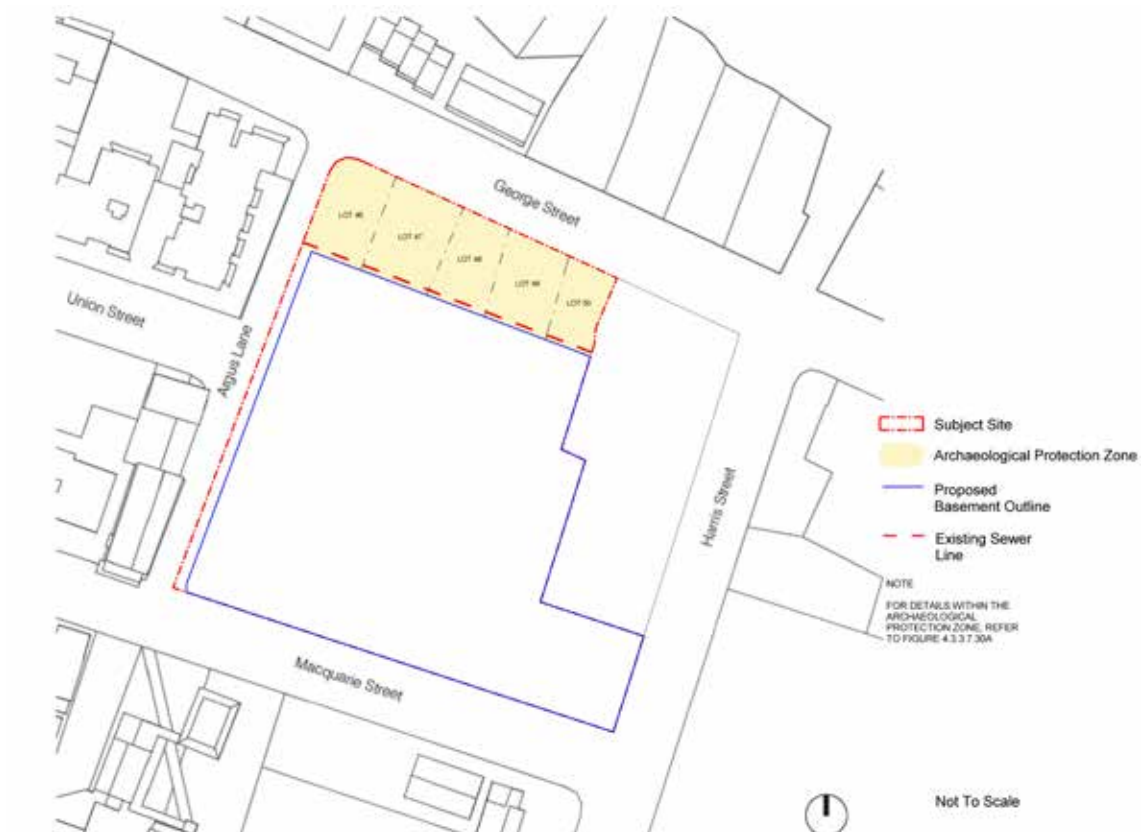 George Street
LOT 46
LOT 47
LOT 48
LOT 49
LOT 50
Union Street
Argus Lane
Harris Street
Macquarie Street
Subject Site
Archaeological Protection Zone
Proposed
Basement Outline
Existing Sewer
Line
NOTE
FOR DETAILS WITHIN THE
ARCHAEOLOGICAL
PROTECTION ZONE, REFER
TO FIGURE 4.3.3.7.30A
Not To Scale